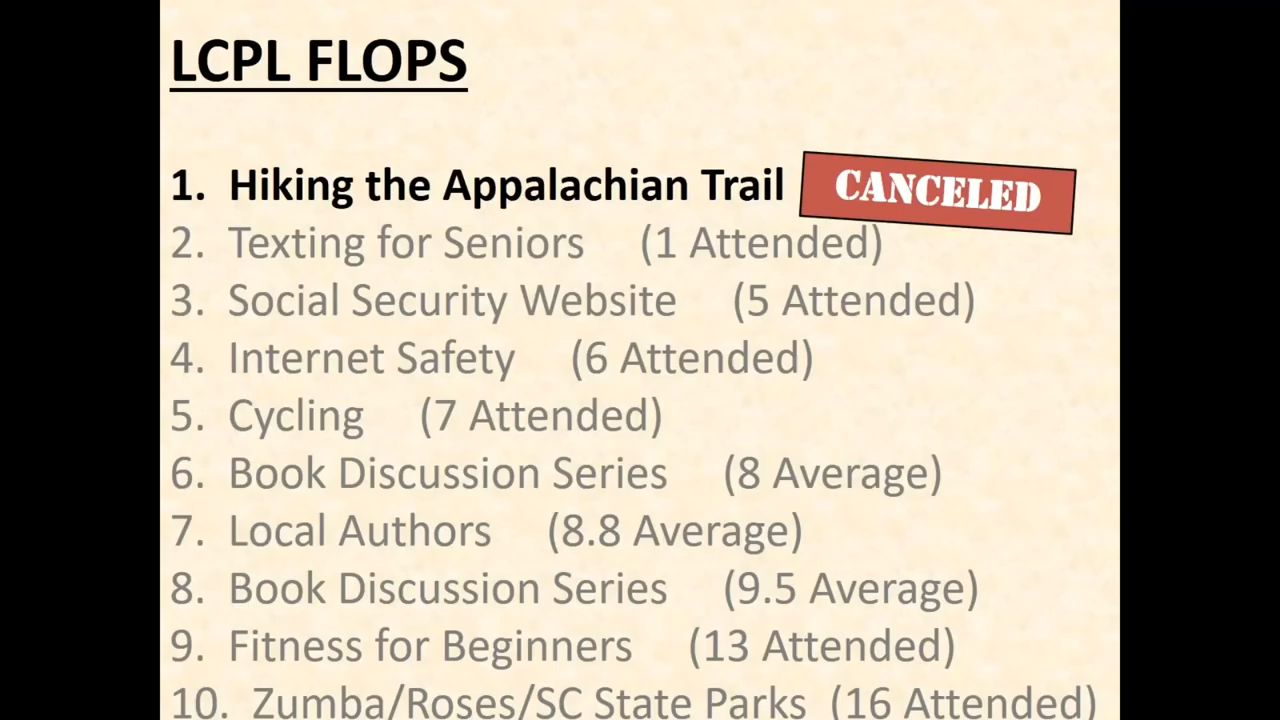 LCPL FLOPS
1. Hiking the Appalachian Trail CANCELED
2. Texting for Seniors (1 Attended)
3. Social Security Website (5 Attended)
4. Internet Safety (6 Attended)
5. Cycling (7 Attended)
6. Book Discussion Series (8 Average)
7. Local Authors (8.8 Average)
8. Book Discussion Series (9.5 Average)
9. Fitness for Beginners (13 Attended)
10. Zumba/Roses/SC State Parks (16 Attended)